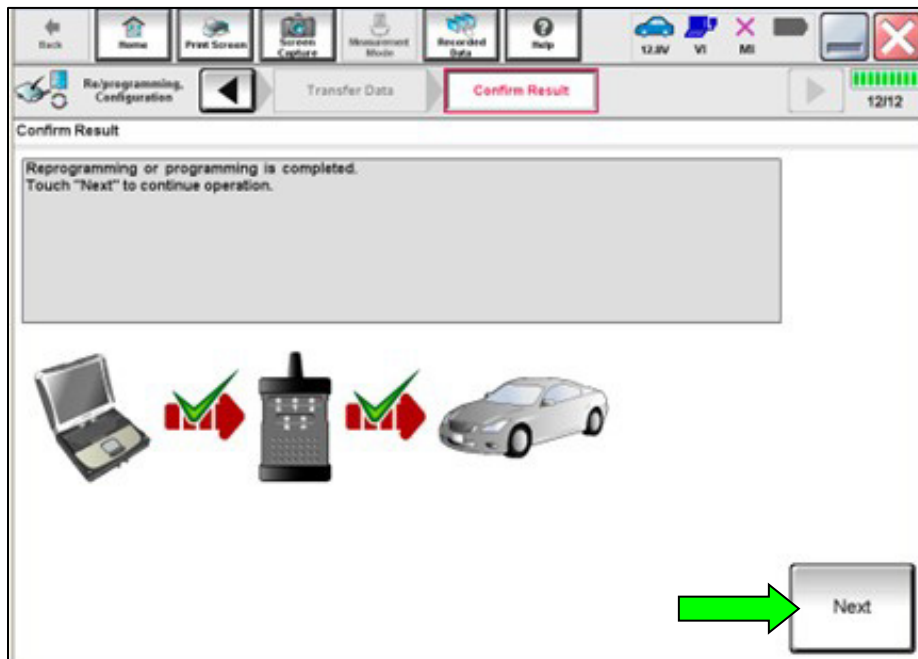 Back
Home
Print Screen
Screen
Capture
Measurement
Mode
Recorded
Data
Help
12.8V
VI
MI
Re/programming,
Configuration
Transfer Data
Confirm Result
12/12
Confirm Result
Reprogramming or programming is completed.
Touch "Next" to continue operation.
Next